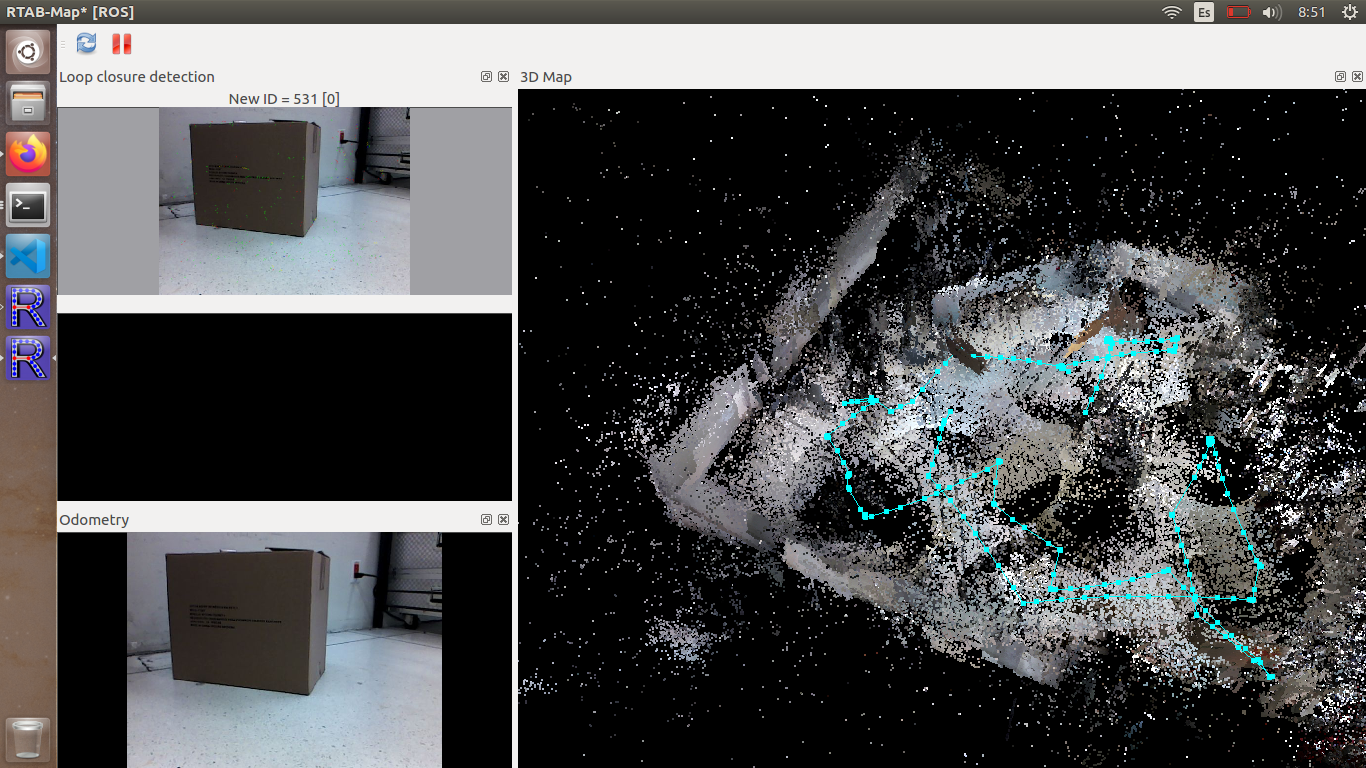 RTAB-Map* [ROS]
Es
8:51
Loop closure detection
3D Map
New ID = 531 [0]
Odometry